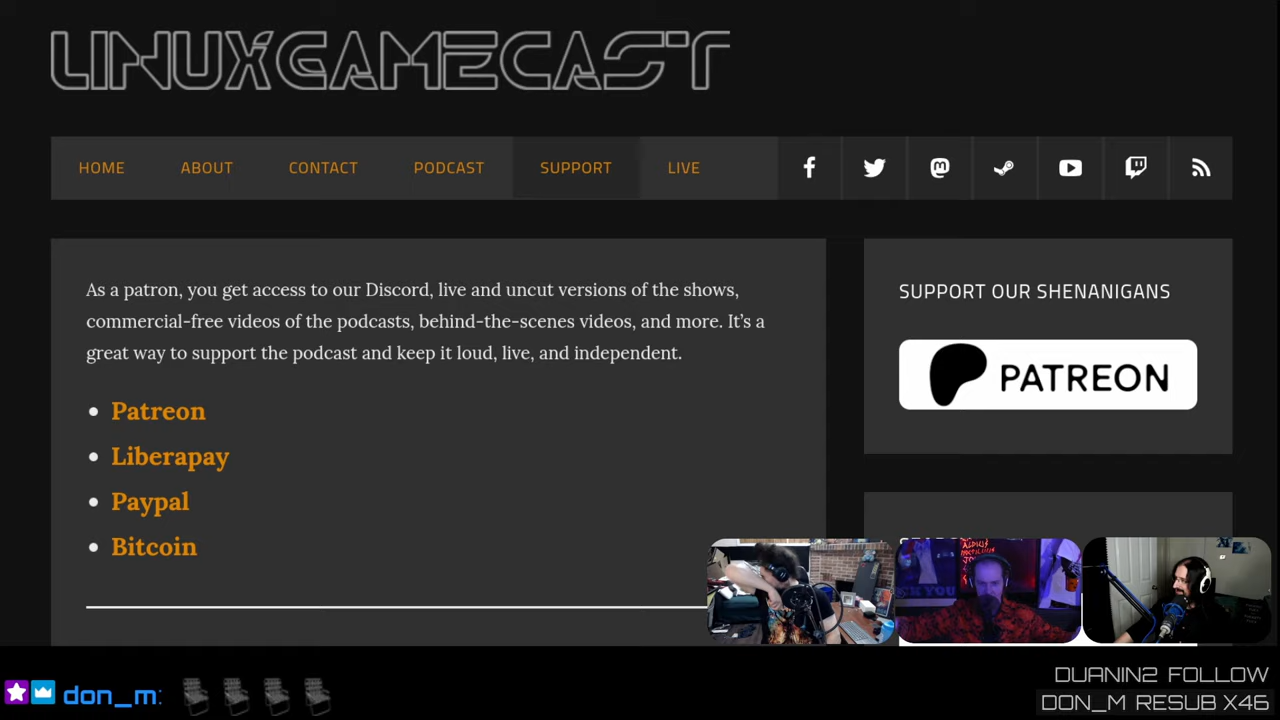 LINUXGAMECAST
HOME ABOUT CONTACT PODCAST SUPPORT LIVE
As a patron, you get access to our Discord, live and uncut versions of the shows,
commercial-free videos of the podcasts, behind-the-scenes videos, and more. It’s a
great way to support the podcast and keep it loud, live, and independent.
Patreon
Liberapay
Paypal
Bitcoin
SUPPORT OUR SHENANIGANS
PATREON
don_m:
DUANIN2 FOLLOW
DON_M RESUB X46